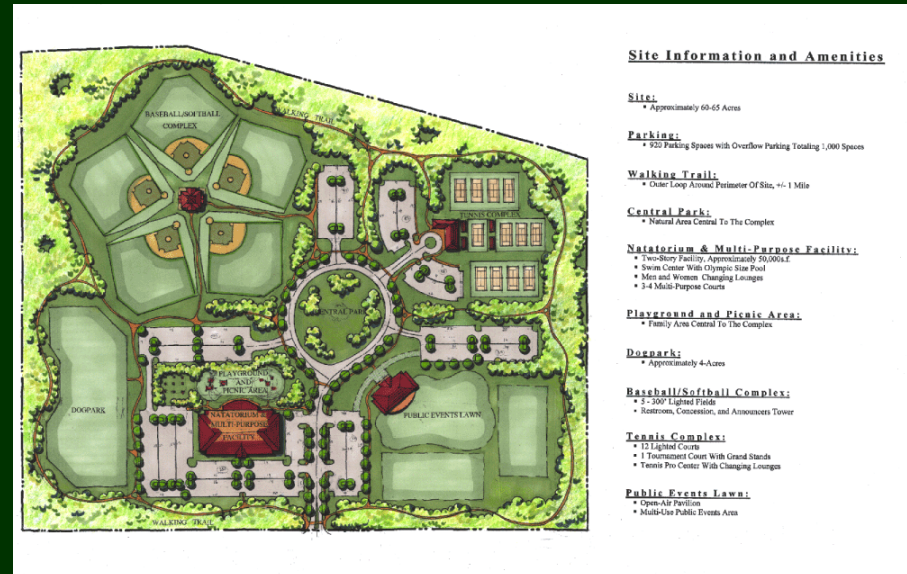 BASEBALL/SOFTBALL
COMPLEX
WALKING TRAIL
TENNIS COMPLEX
CENTRAL PARK
PLAYGROUND
AND
PICNIC AREA
DOGPARK
NATATORIUM &
MULTI-PURPOSE
FACILITY
PUBLIC EVENTS LAWN
WALKING TRAIL
Site Information and Amenities
Site:
▪ Approximately 60-65 Acres
Parking:
▪ 920 Parking Spaces with Overflow Parking Totaling 1,000 Spaces
Walking Trail:
▪ Outer Loop Around Perimeter Of Site, +/- 1 Mile
Central Park:
▪ Natural Area Central To The Complex
Natatorium & Multi-Purpose Facility:
▪ Two-Story Facility, Approximately 50,000s.f.
▪ Swim Center With Olympic Size Pool
▪ Men and Women Changing Lounges
▪ 3-4 Multi-Purpose Courts
Playground and Picnic Area:
▪ Family Area Central To The Complex
Dogpark:
▪ Approximately 4-Acres
Baseball/Softball Complex:
▪ 5 - 300' Lighted Fields
▪ Restroom, Concession, and Announcers Tower
Tennis Complex:
▪ 12 Lighted Courts
▪ 1 Tournament Court With Grand Stands
▪ Tennis Pro Center With Changing Lounges
Public Events Lawn:
▪ Open-Air Pavilion
▪ Multi-Use Public Events Area